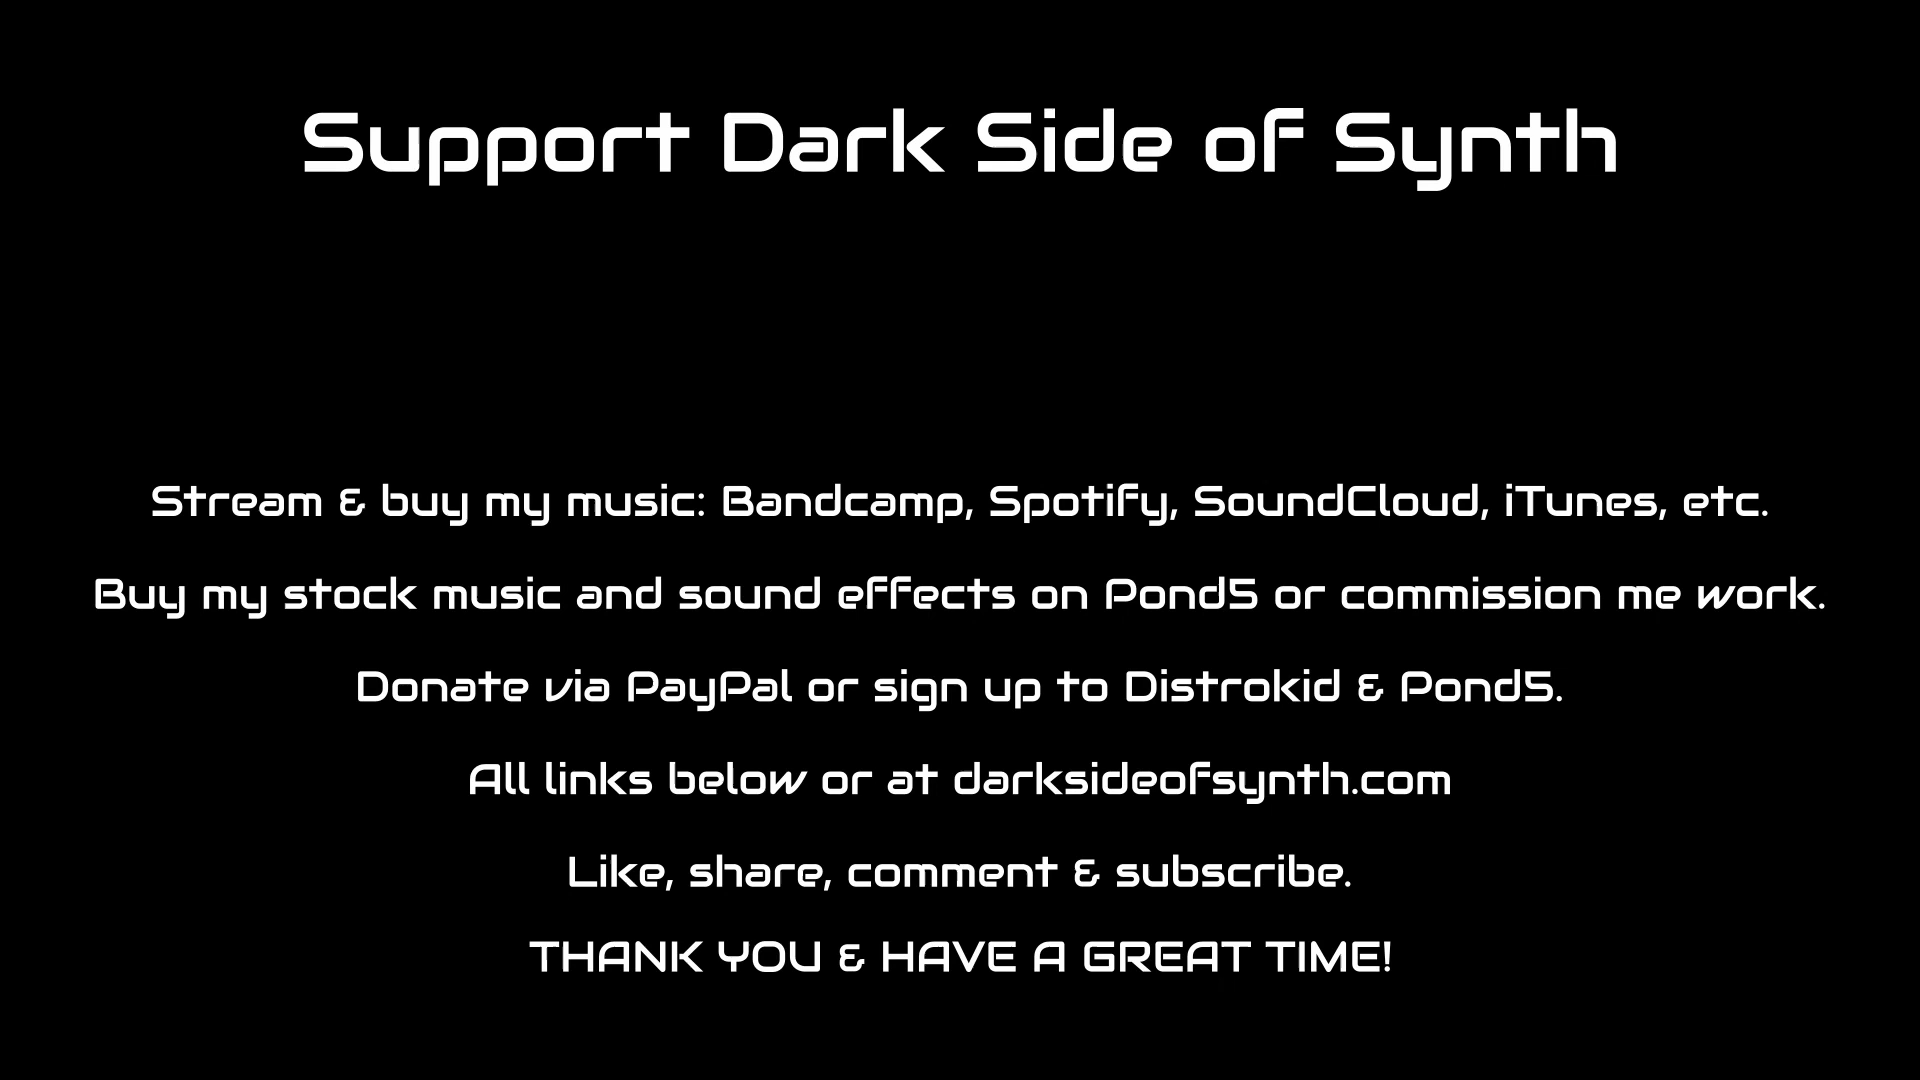 Support Dark Side of Synth
Stream & buy my music: Bandcamp, Spotify, SoundCloud, iTunes, etc.
Buy my stock music and sound effects on Pond5 or commission me work.
Donate via PayPal or sign up to Distrokid & Pond5.
All links below or at darksideofsynth.com
Like, share, comment & subscribe.
THANK YOU & HAVE A GREAT TIME!